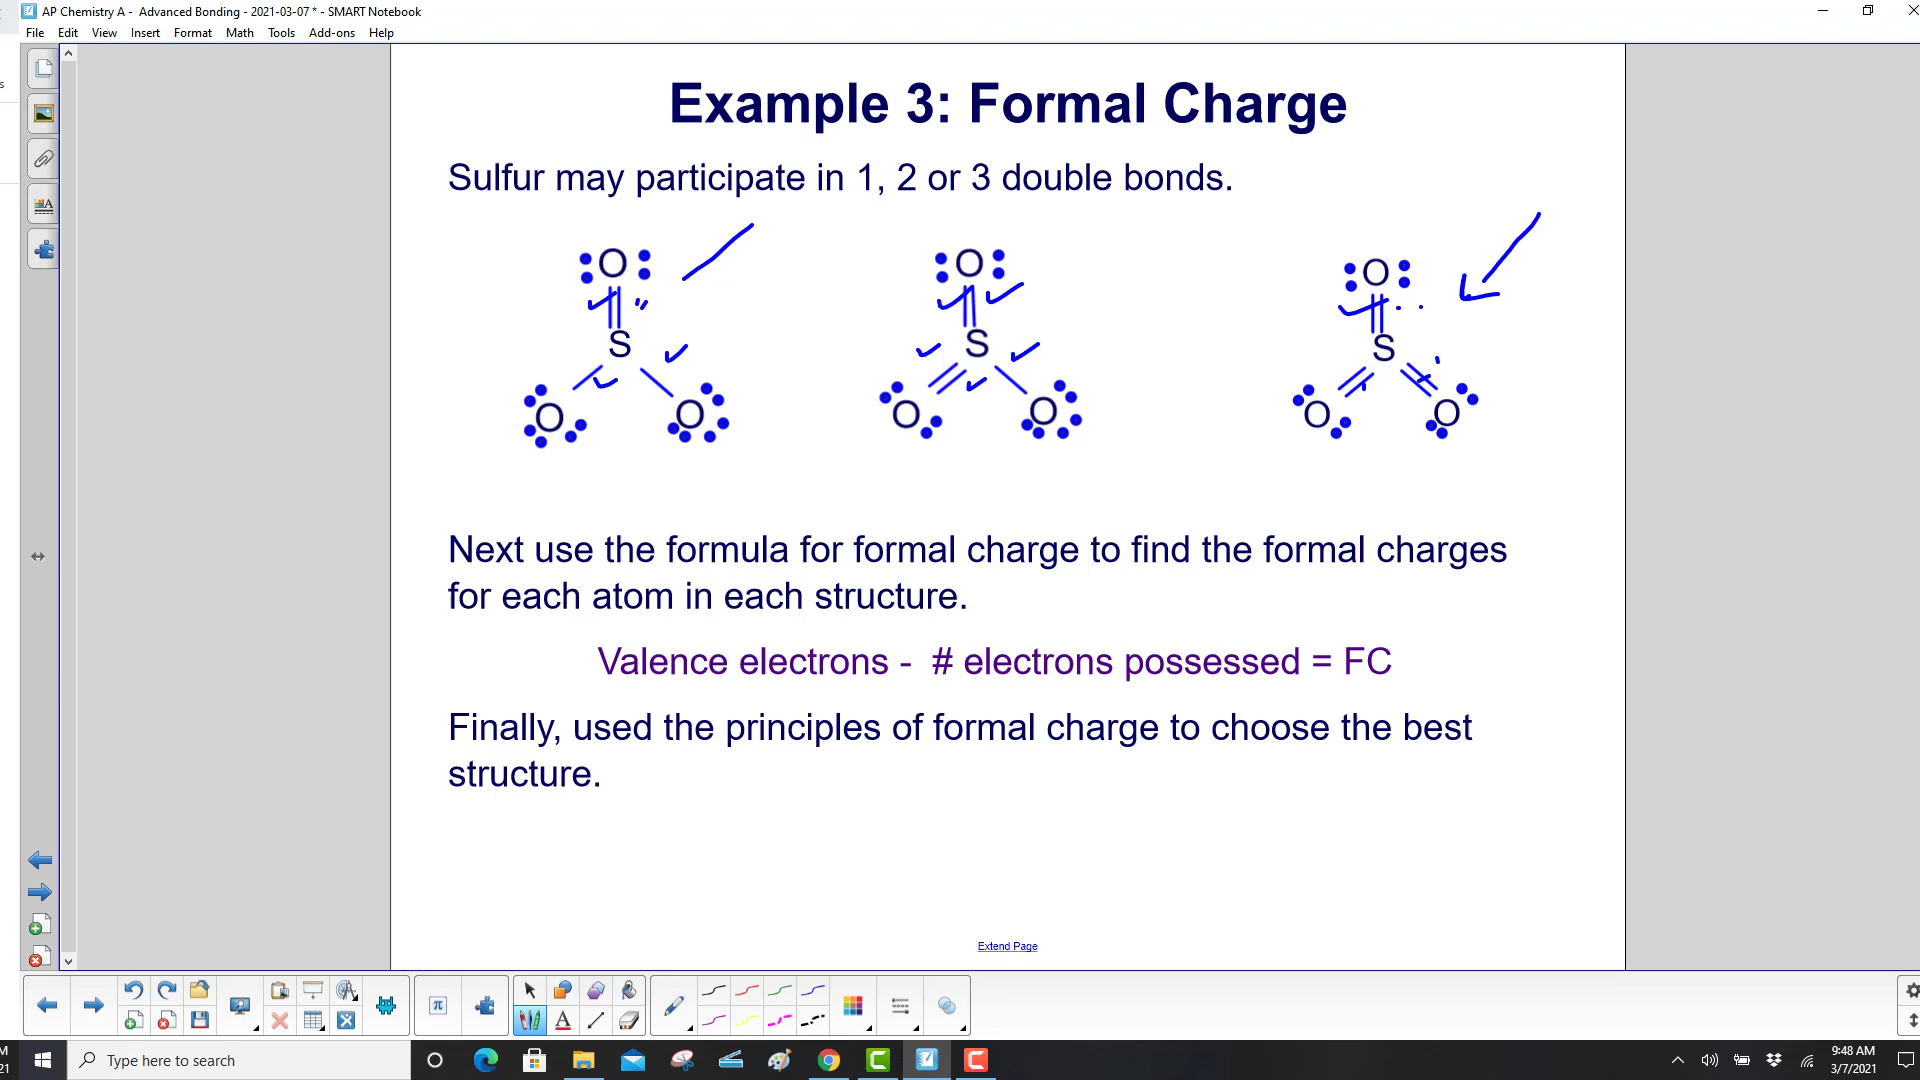 AP Chemistry A -  Advanced Bonding - 2021-03-07 * - SMART Notebook
File Edit View Insert Format Math Tools Add-ons Help
Example 3: Formal Charge
Sulfur may participate in 1, 2 or 3 double bonds.
O O O
S S S
O O O O O O
Next use the formula for formal charge to find the formal charges
for each atom in each structure.
Valence electrons -  # electrons possessed = FC
Finally, used the principles of formal charge to choose the best
structure.
Extend Page
π
A
Type here to search
9:48 AM
3/7/2021